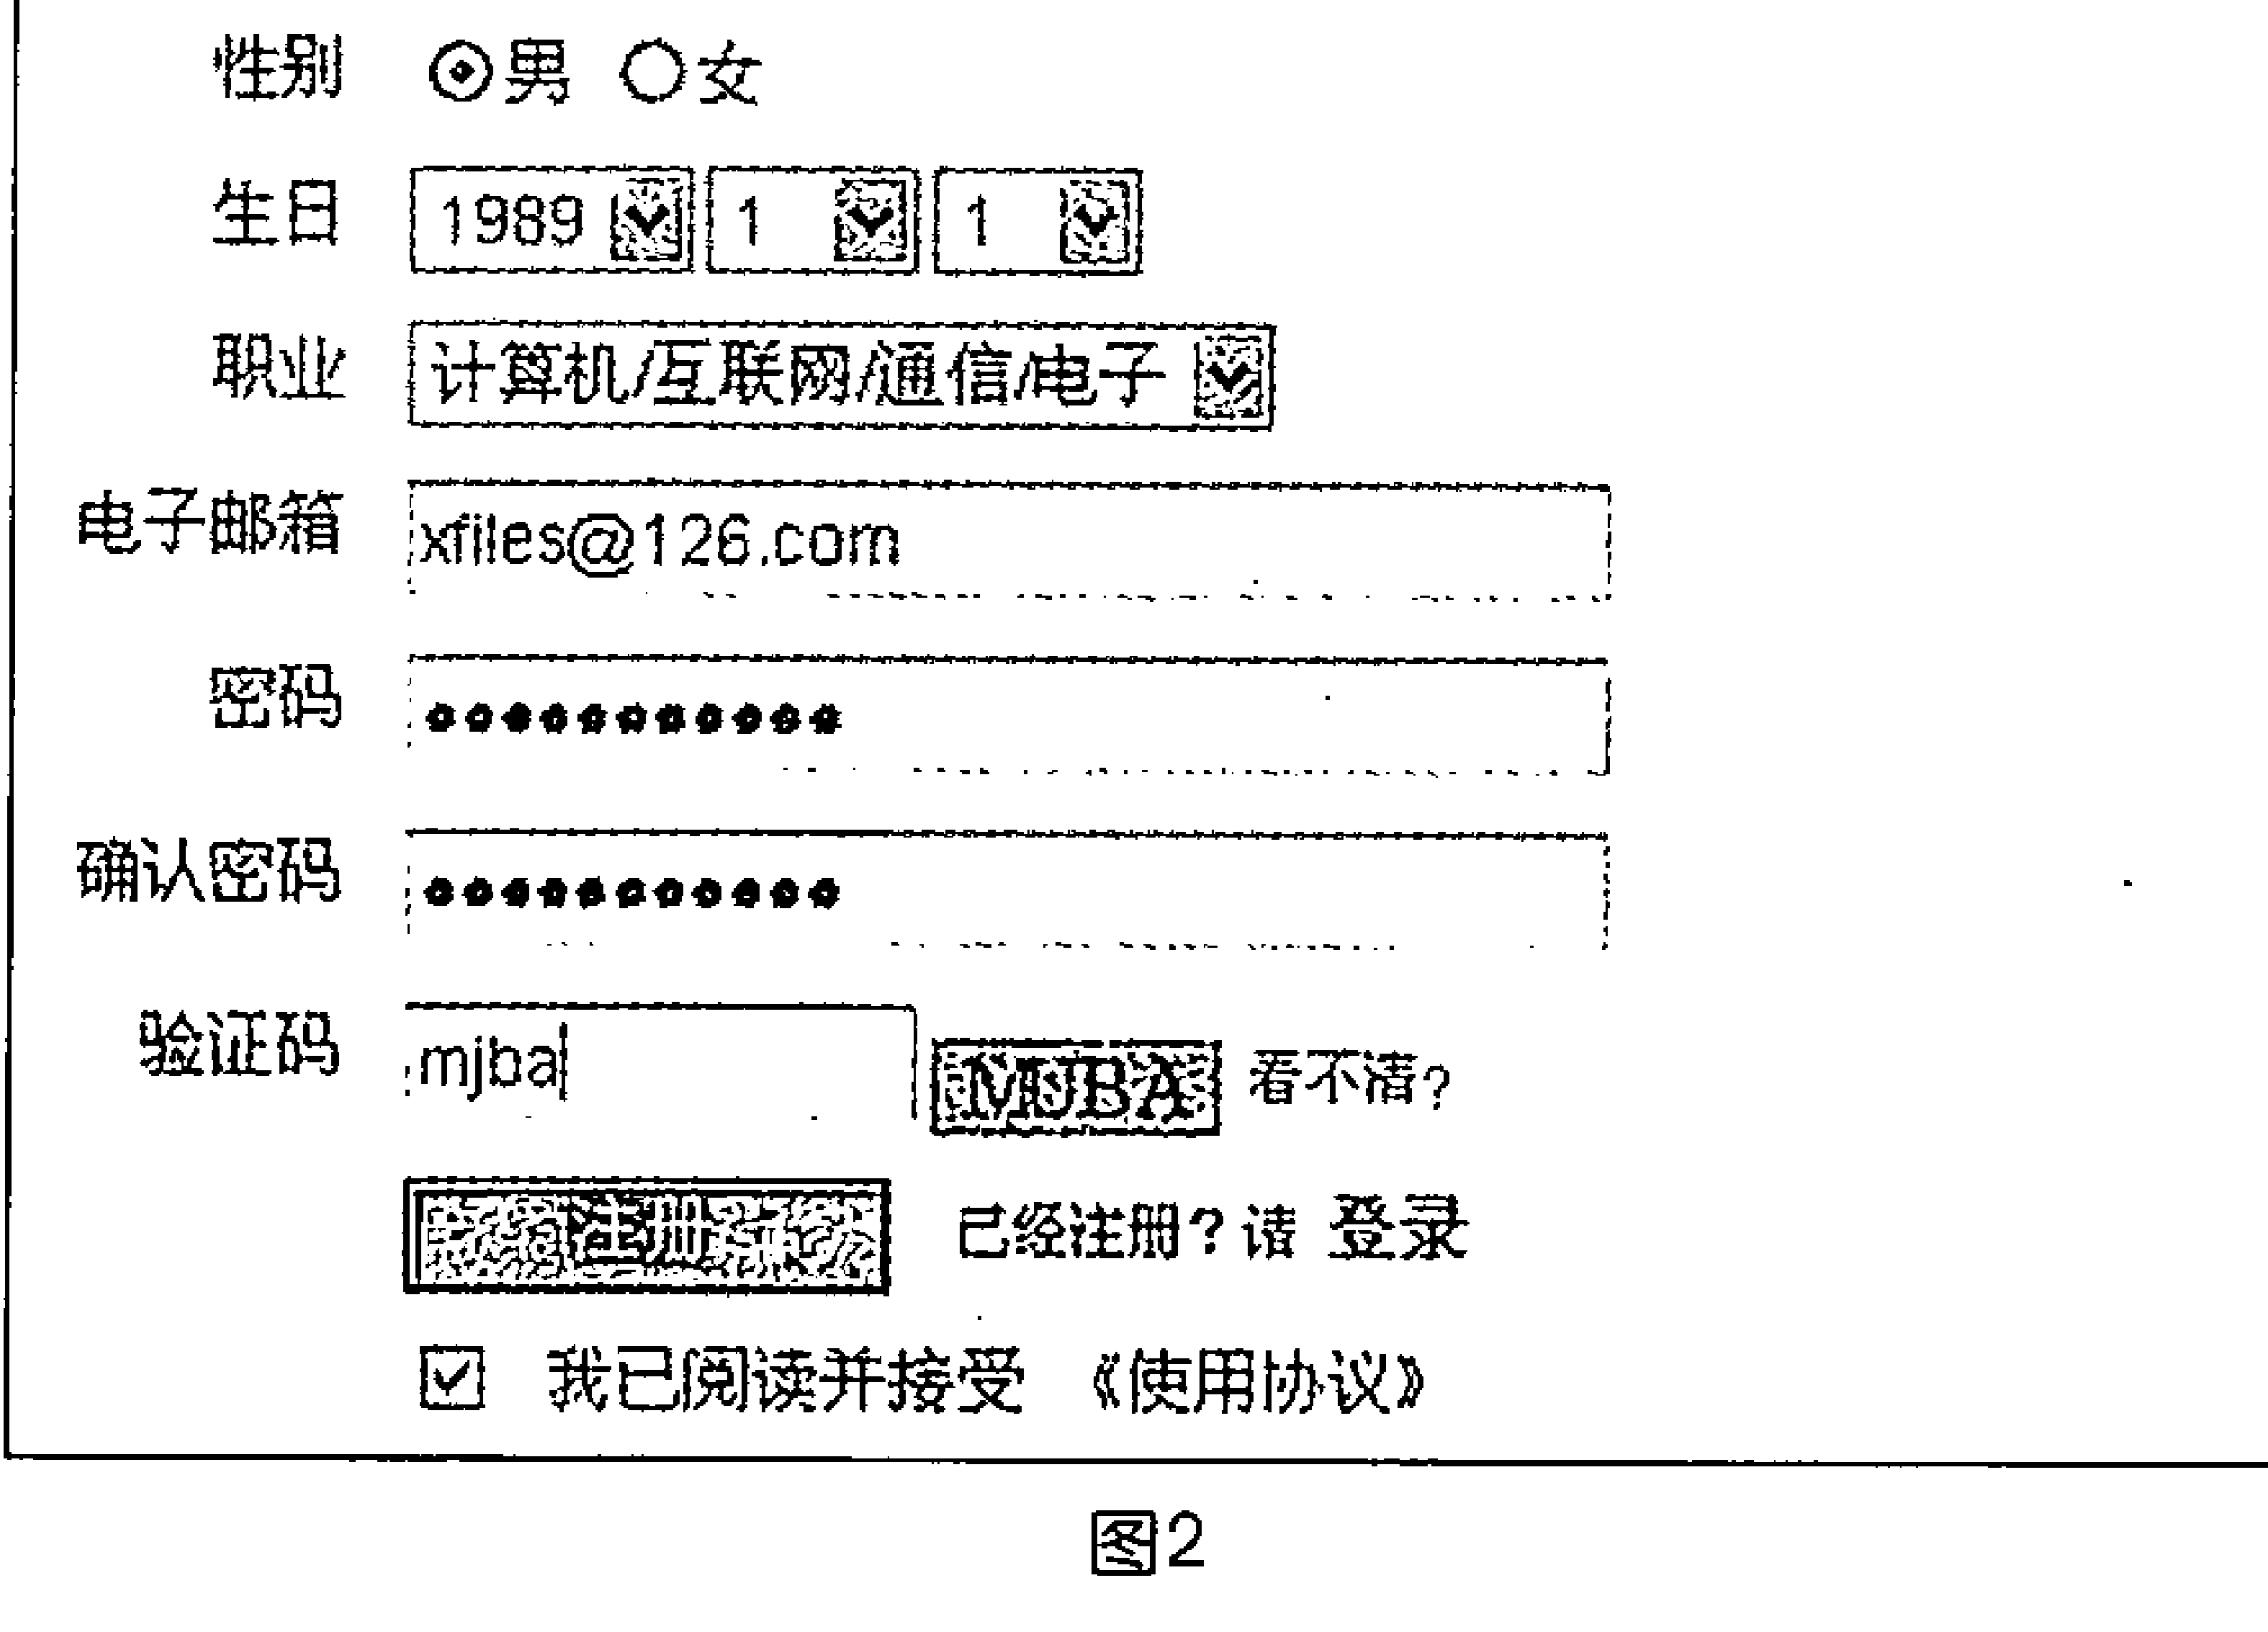 性别 男 女
生日 1989 1 1
职业 计算机/互联网/通信/电子
电子邮箱 xfiles@126.com
密码 ●●●●●●●●●●●
确认密码 ●●●●●●●●●●●
验证码 mjba MJBA 看不清?
注册 已经注册?请 登录
我已阅读并接受 《使用协议》
图2